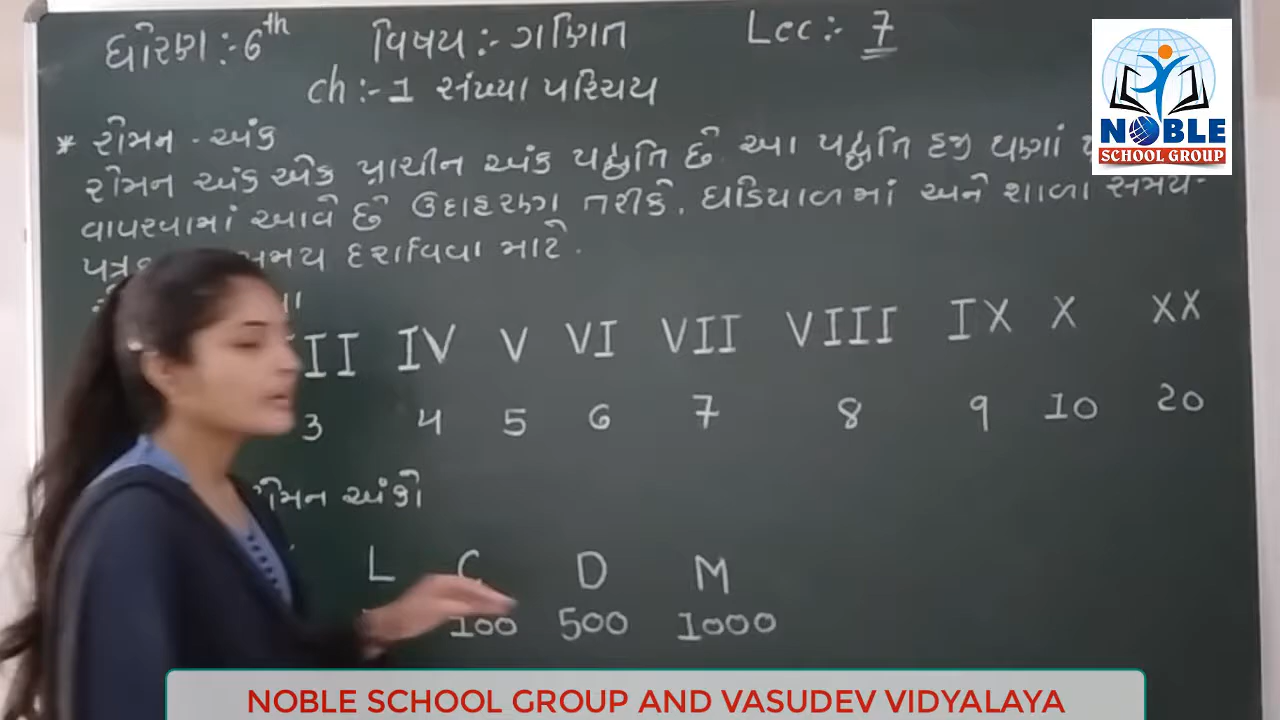 ધોરણ :- 6th વિષય :- ગણિત Lec :- 7
ch :- 1 સંખ્યા પરિચય
* રોમન - અંક
રોમન અંક એક પ્રાચીન અંક પદ્ધતિ છે આ પદ્ધતિ હજી ઘણાં
વાપરવામાં આવે છે ઉદાહરણ તરીકે. ઘડિયાળમાં અને શાળા સમય-
સમય દર્શાવવા માટે.
IV V VI VII VIII IX X XX
3 4 5 6 7 8 9 10 20
રોમન અંકો
L C D M
100 500 1000
NOBLE
SCHOOL GROUP
NOBLE SCHOOL GROUP AND VASUDEV VIDYALAYA